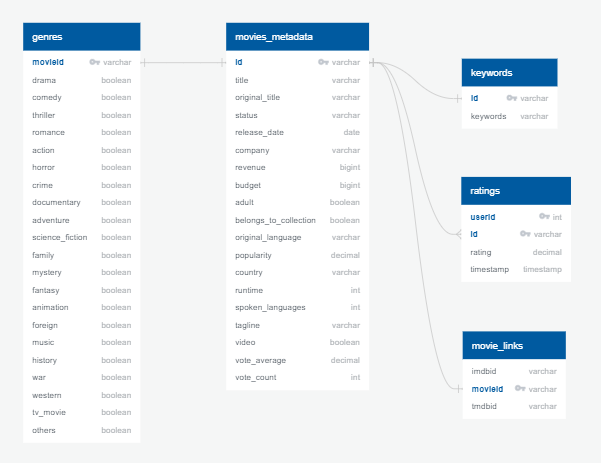 genres
movieId varchar
drama boolean
comedy boolean
thriller boolean
romance boolean
action boolean
horror boolean
crime boolean
documentary boolean
adventure boolean
science_fiction boolean
family boolean
mystery boolean
fantasy boolean
animation boolean
foreign boolean
music boolean
history boolean
war boolean
western boolean
tv_movie boolean
others boolean
movies_metadata
id varchar
title varchar
original_title varchar
status varchar
release_date date
company varchar
revenue bigint
budget bigint
adult boolean
belongs_to_collection boolean
original_language varchar
popularity decimal
country varchar
runtime int
spoken_languages int
tagline varchar
video boolean
vote_average decimal
vote_count int
keywords
id varchar
keywords varchar
ratings
userId int
id varchar
rating decimal
timestamp timestamp
movie_links
imdbid varchar
movieId varchar
tmdbid varchar